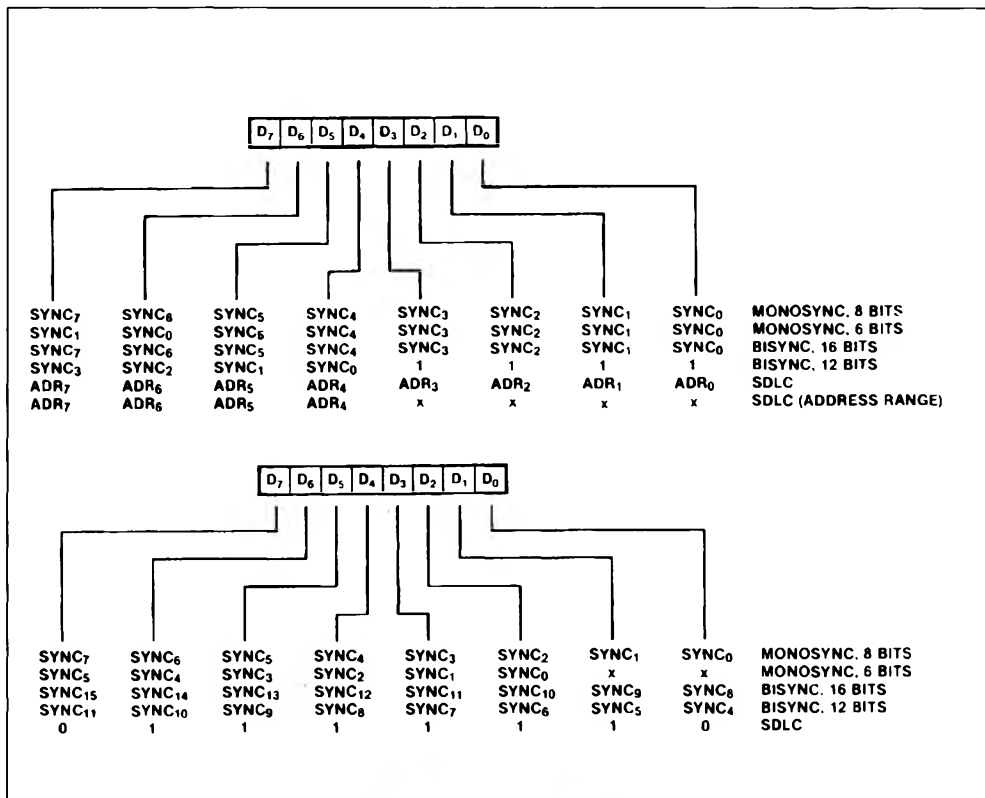 D₇ D₆ D₅ D₄ D₃ D₂ D₁ D₀
SYNC₇ SYNC₆ SYNC₅ SYNC₄ SYNC₃ SYNC₂ SYNC₁ SYNC₀ MONOSYNC, 8 BITS
SYNC₁ SYNC₀ SYNC₅ SYNC₄ SYNC₃ SYNC₂ SYNC₁ SYNC₀ MONOSYNC, 6 BITS
SYNC₇ SYNC₆ SYNC₅ SYNC₄ SYNC₃ SYNC₂ SYNC₁ SYNC₀ BISYNC, 16 BITS
SYNC₃ SYNC₂ SYNC₁ SYNC₀ 1 1 1 1 BISYNC, 12 BITS
ADR₇ ADR₆ ADR₅ ADR₄ ADR₃ ADR₂ ADR₁ ADR₀ SDLC
ADR₇ ADR₆ ADR₅ ADR₄ x x x x SDLC (ADDRESS RANGE)
D₇ D₆ D₅ D₄ D₃ D₂ D₁ D₀
SYNC₇ SYNC₆ SYNC₅ SYNC₄ SYNC₃ SYNC₂ SYNC₁ SYNC₀ MONOSYNC, 8 BITS
SYNC₅ SYNC₄ SYNC₃ SYNC₂ SYNC₁ SYNC₀ x x MONOSYNC, 6 BITS
SYNC₁₅ SYNC₁₄ SYNC₁₃ SYNC₁₂ SYNC₁₁ SYNC₁₀ SYNC₉ SYNC₈ BISYNC, 16 BITS
SYNC₁₁ SYNC₁₀ SYNC₉ SYNC₈ SYNC₇ SYNC₆ SYNC₅ SYNC₄ BISYNC, 12 BITS
0 1 1 1 1 1 1 0 SDLC